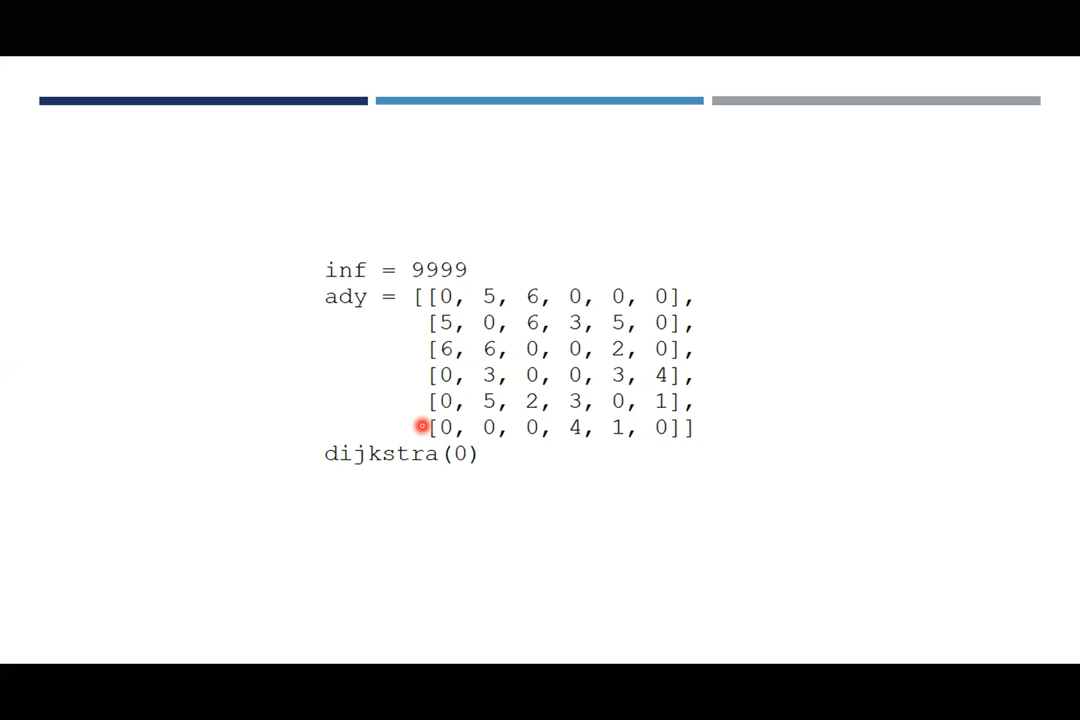 inf = 9999
ady = [[0, 5, 6, 0, 0, 0],
[5, 0, 6, 3, 5, 0],
[6, 6, 0, 0, 2, 0],
[0, 3, 0, 0, 3, 4],
[0, 5, 2, 3, 0, 1],
[0, 0, 0, 4, 1, 0]]
dijkstra(0)